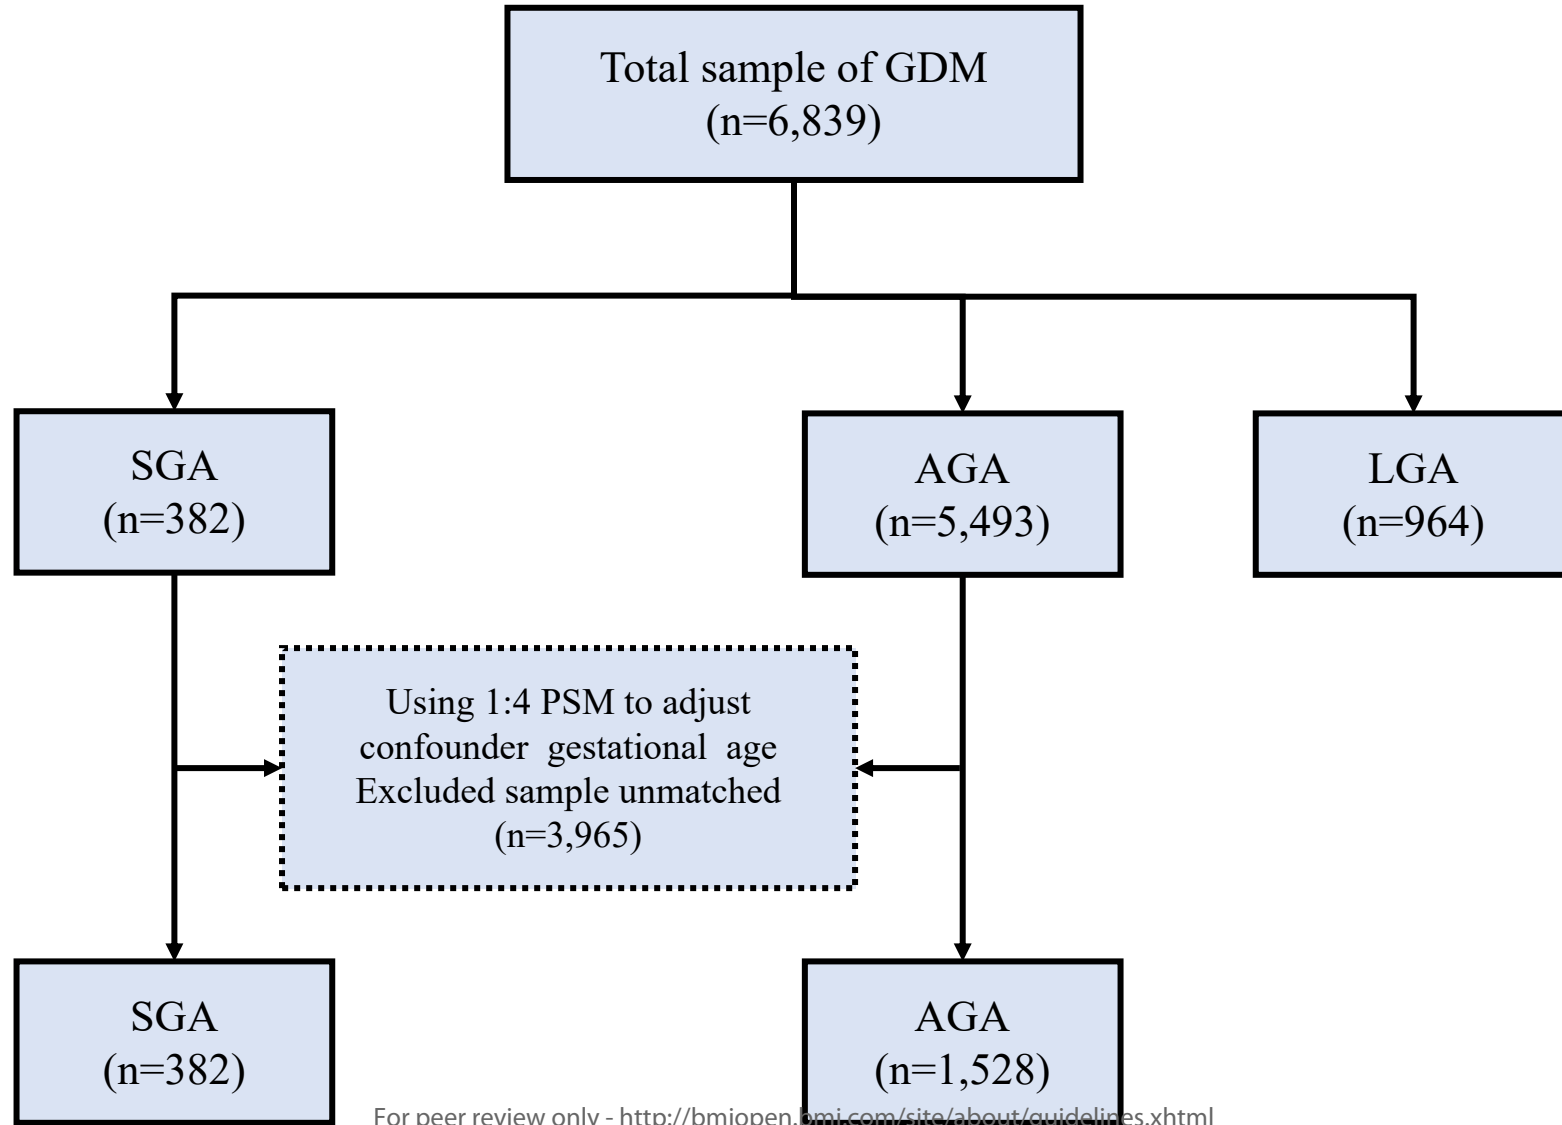 Total sample of GDM
(n=6,839)
SGA
(n=382)
AGA
(n=5,493)
LGA
(n=964)
Using 1:4 PSM to adjust
confounder gestational age
Excluded sample unmatched
(n=3,965)
SGA
(n=382)
AGA
(n=1,528)
For peer review only - http://bmjopen.bmj.com/site/about/guidelines.xhtml